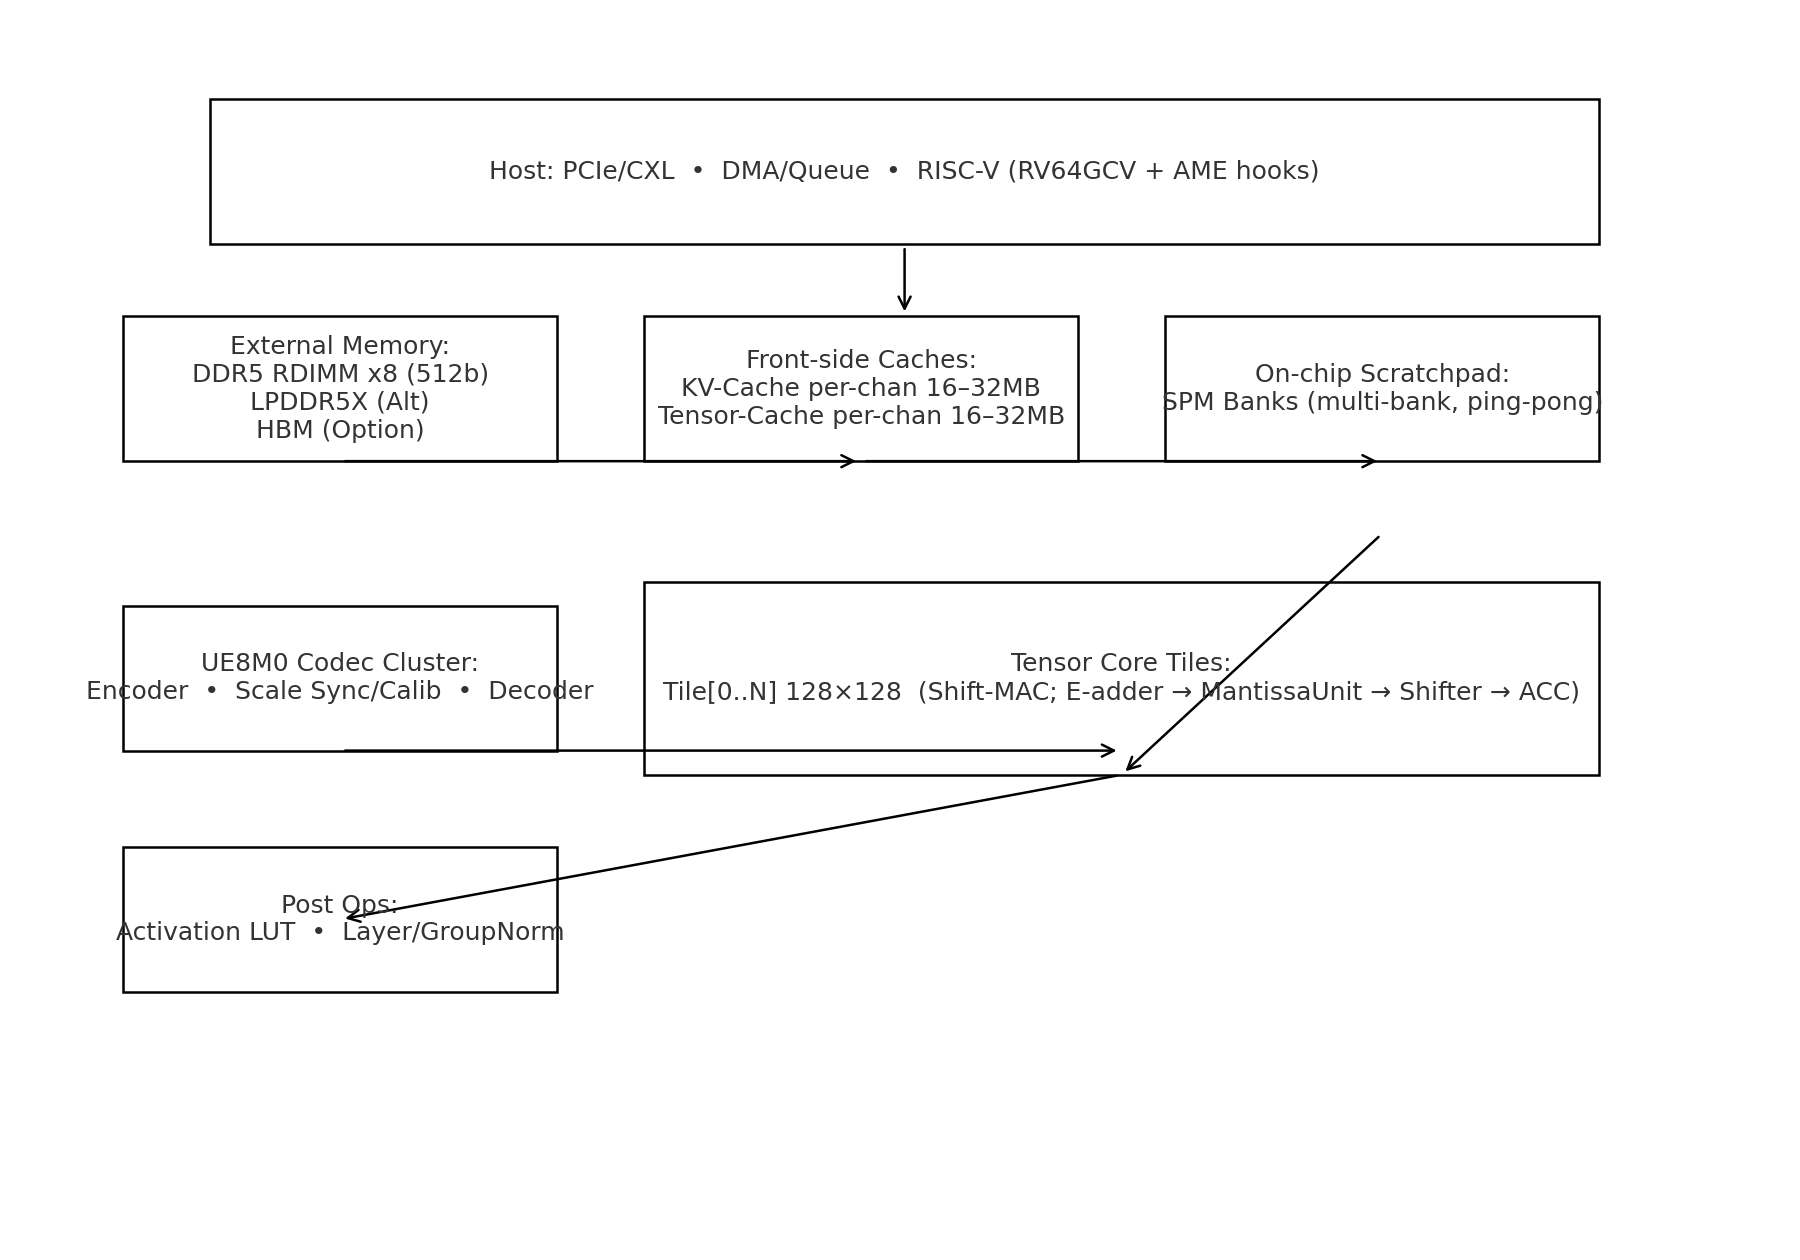 Host: PCIe/CXL • DMA/Queue • RISC-V (RV64GCV + AME hooks)
External Memory:
DDR5 RDIMM x8 (512b)
LPDDR5X (Alt)
HBM (Option)
Front-side Caches:
KV-Cache per-chan 16–32MB
Tensor-Cache per-chan 16–32MB
On-chip Scratchpad:
SPM Banks (multi-bank, ping-pong)
UE8M0 Codec Cluster:
Encoder • Scale Sync/Calib • Decoder
Tensor Core Tiles:
Tile[0..N] 128×128 (Shift-MAC; E-adder → MantissaUnit → Shifter → ACC)
Post Ops:
Activation LUT • Layer/GroupNorm